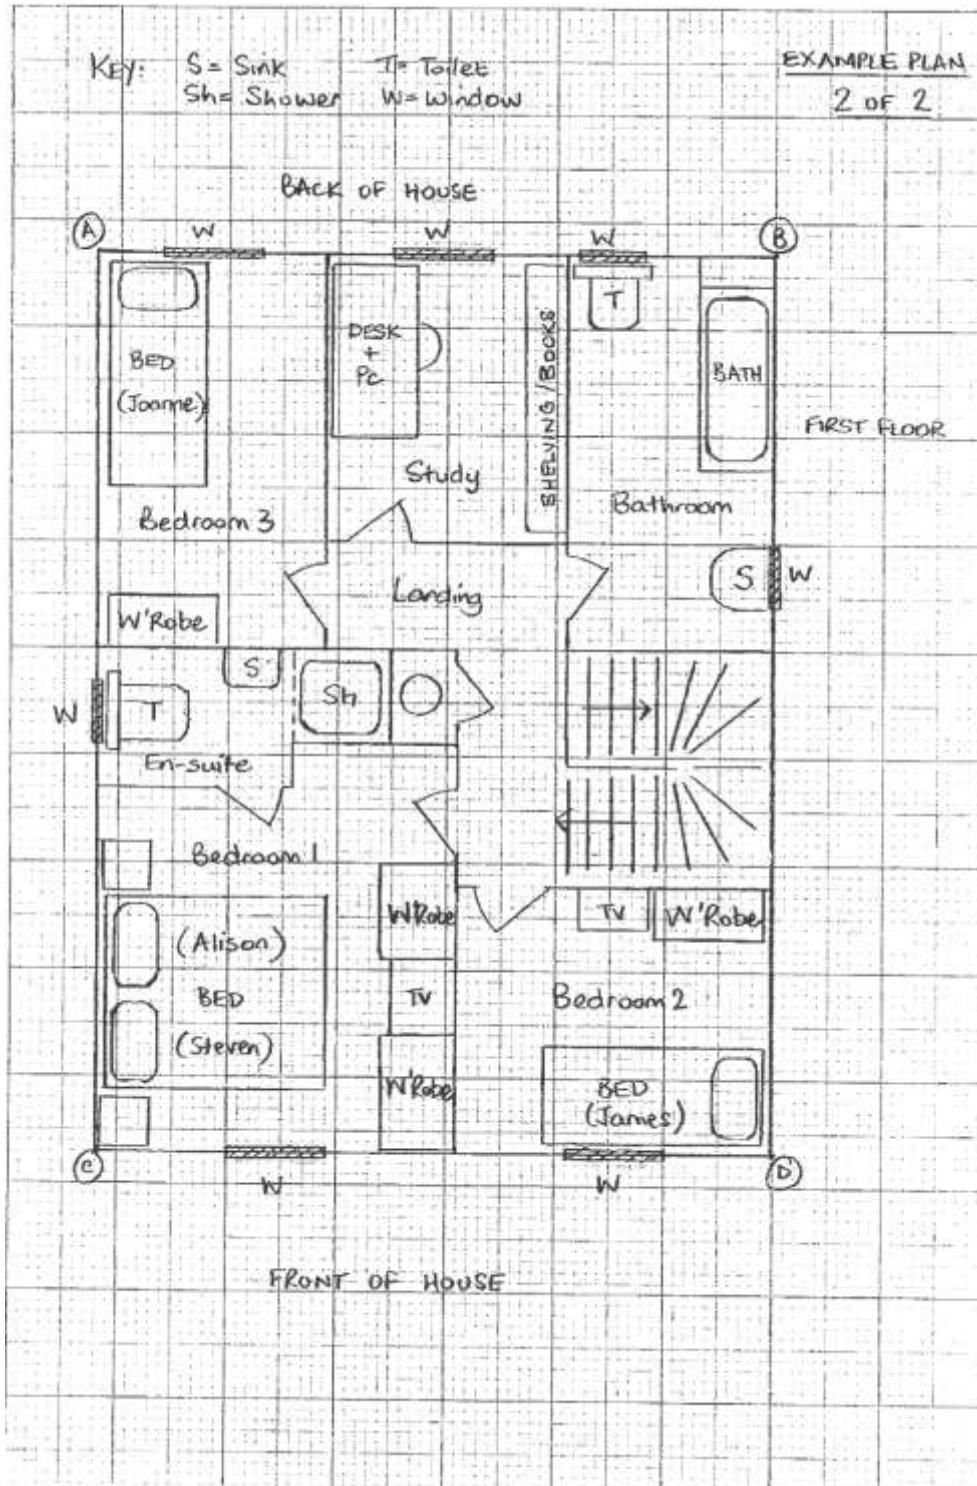 KEY: S = Sink T = Toilet
Sh = Shower W = Window
EXAMPLE PLAN
2 OF 2
BACK OF HOUSE
A
W
W
W
B
BED
(Joanne)
DESK
+
PC
SHELVING / BOOKS
T
BATH
FIRST FLOOR
Study
Bedroom 3
Bathroom
Landing
S
W
W'Robe
W
T
S
Sh
En-suite
Bedroom 1
W'Robe
TV
W'Robe
(Alison)
BED
(Steven)
TV
Bedroom 2
W'Robe
BED
(James)
C
W
W
D
FRONT OF HOUSE